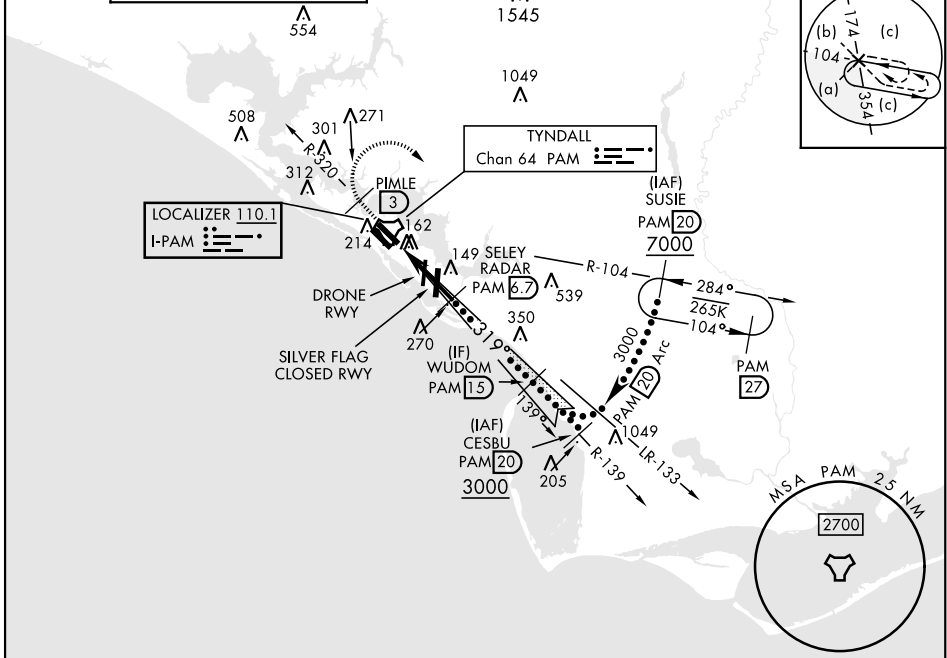 554
1545
1049
508
301
271
R-320
312
TYNDALL
Chan 64 PAM
PIMLE
3
LOCALIZER 110.1
I-PAM
214
162
(IAF)
SUSIE
PAM 20
7000
149
SELEY
RADAR
PAM 6.7
539
R-104
284°
265K
104°
DRONE
RWY
270
350
319°
3000
PAM 20 Arc
PAM
27
SILVER FLAG
CLOSED RWY
(IF)
WUDOM
PAM 15
139°
(IAF)
CESBU
PAM 20
3000
205
1049
R-139
LR-133
(b)
174
(c)
104
(a)
354
(c)
MSA PAM 25 NM
2700